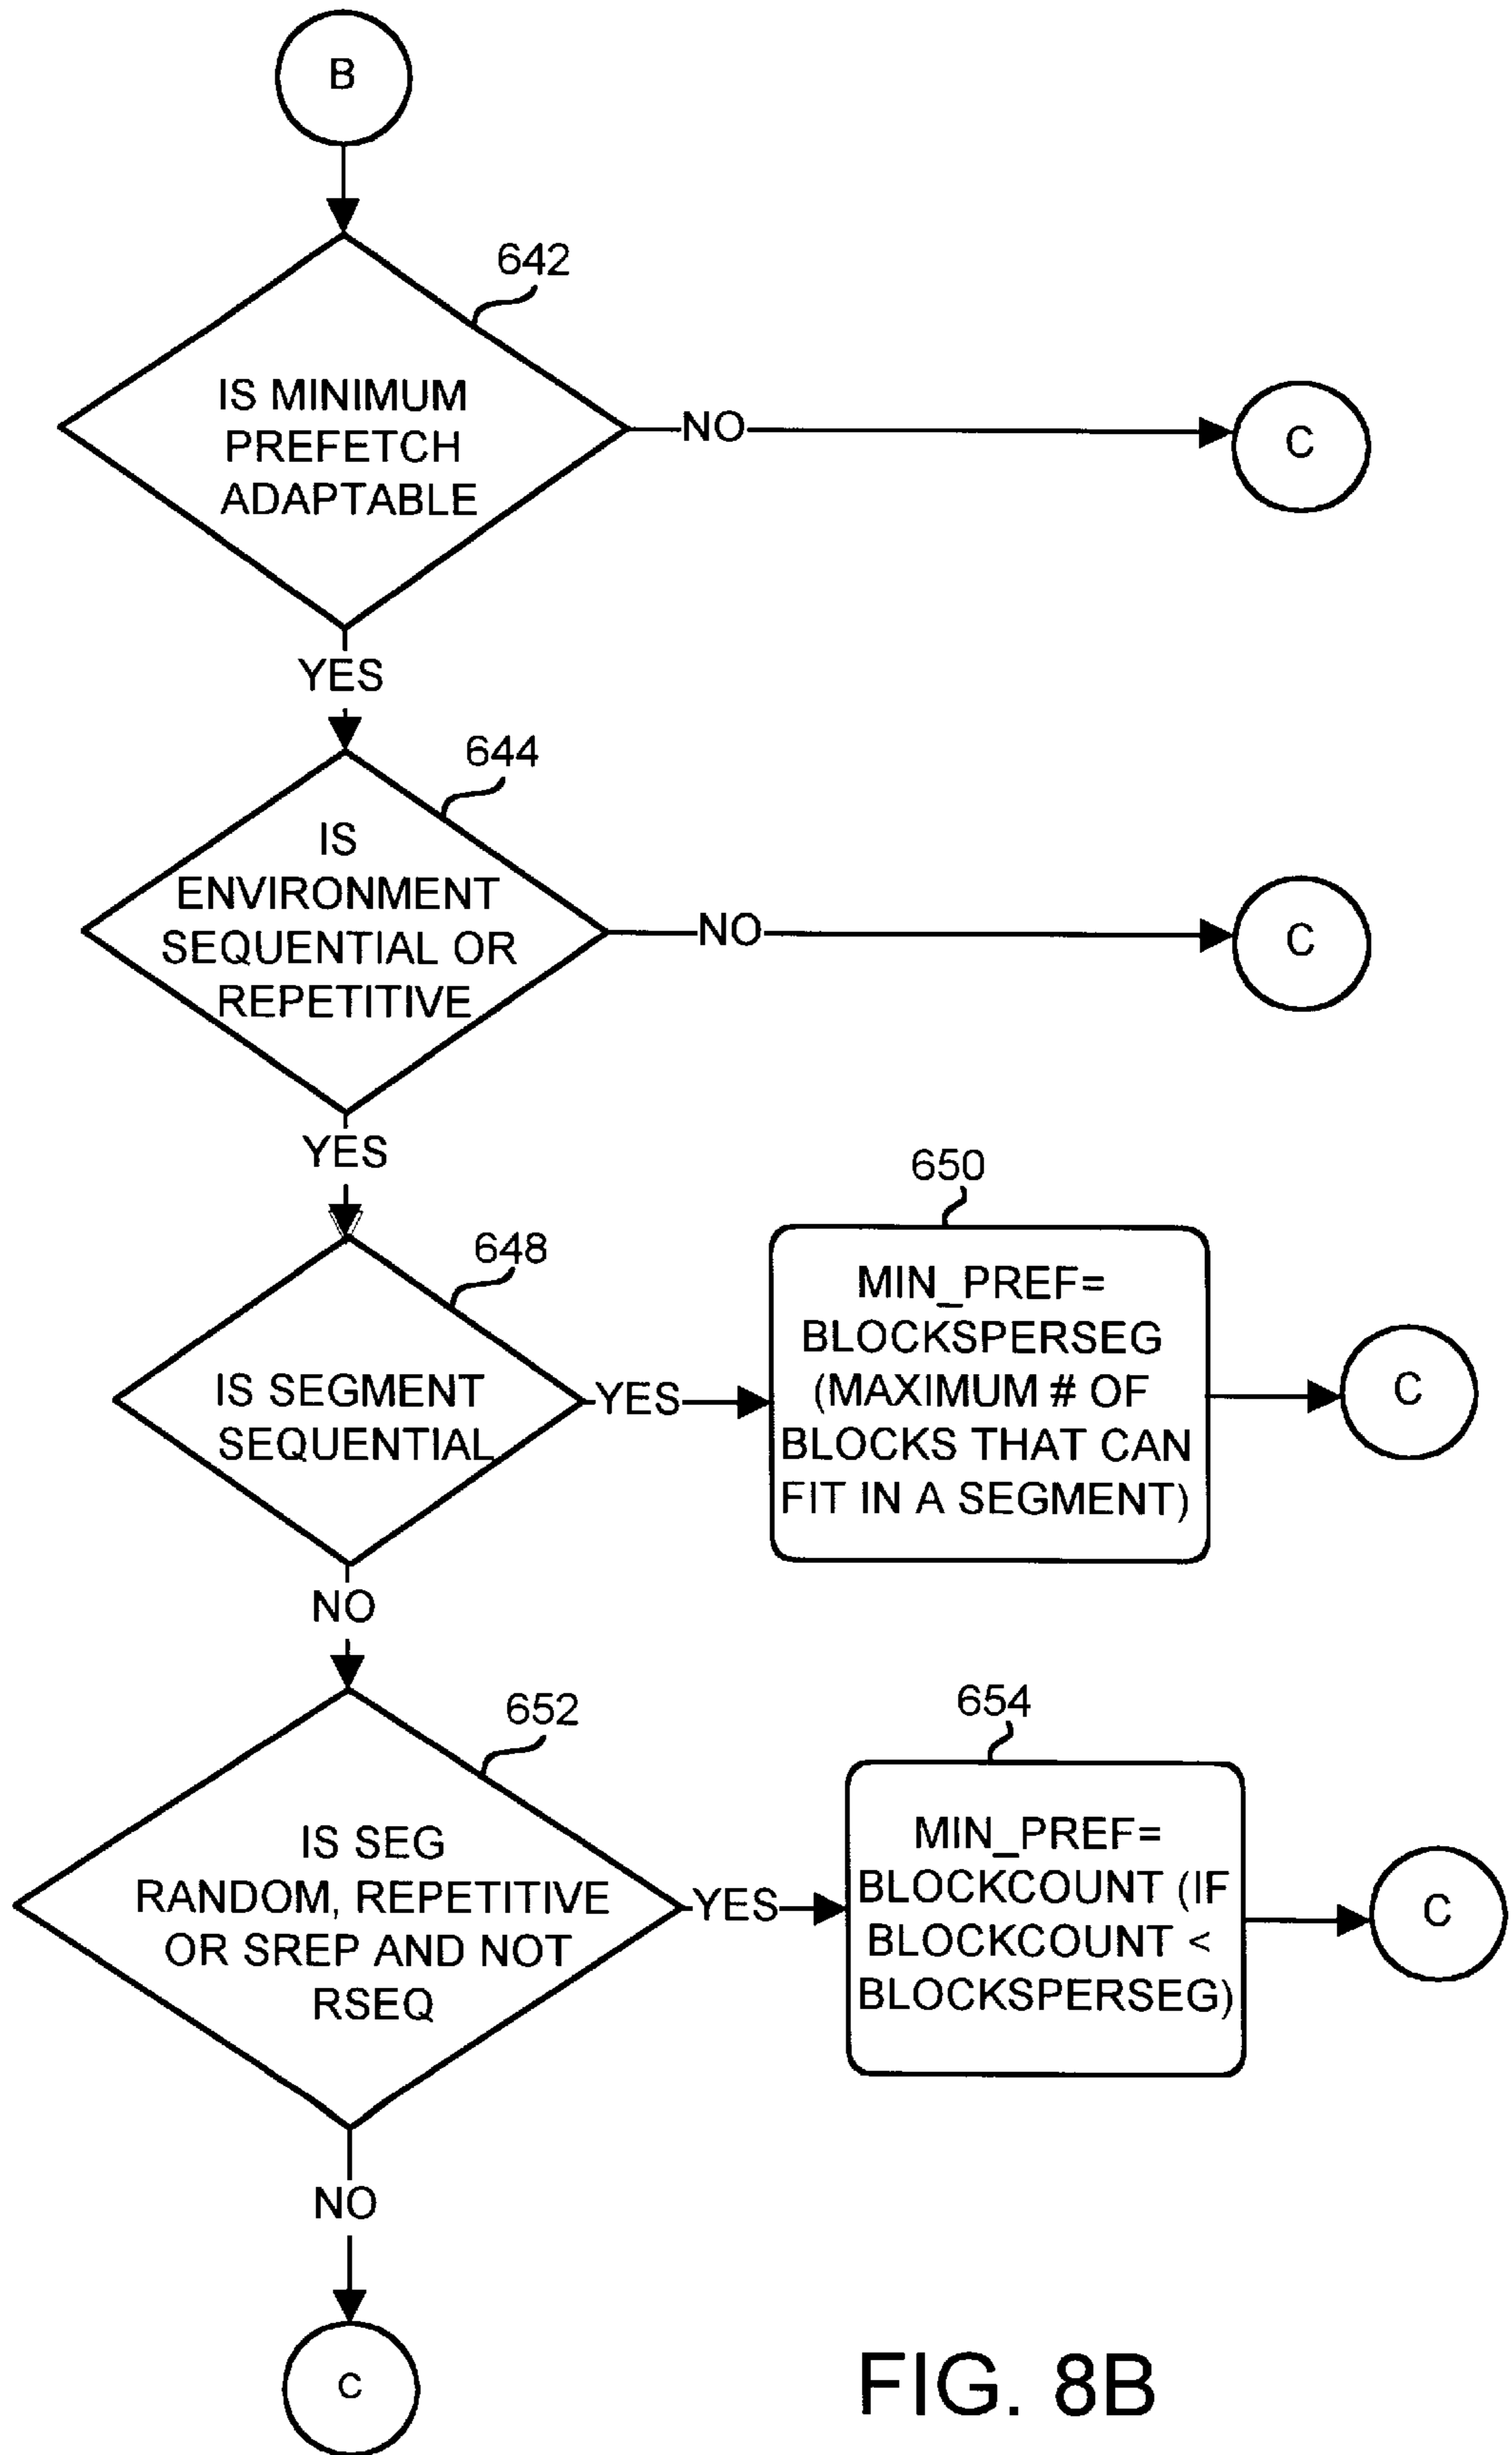 B
642
IS MINIMUM
PREFETCH
ADAPTABLE
NO
C
YES
644
IS
ENVIRONMENT
SEQUENTIAL OR
REPETITIVE
NO
C
YES
648
IS SEGMENT
SEQUENTIAL
YES
650
MIN_PREF=
BLOCKSPERSEG
(MAXIMUM # OF
BLOCKS THAT CAN
FIT IN A SEGMENT)
C
NO
652
IS SEG
RANDOM, REPETITIVE
OR SREP AND NOT
RSEQ
YES
654
MIN_PREF=
BLOCKCOUNT (IF
BLOCKCOUNT <
BLOCKSPERSEG)
C
NO
C
FIG. 8B